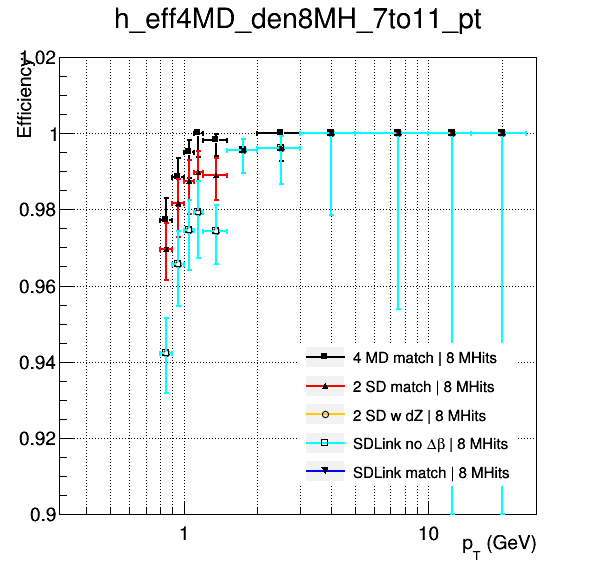 h_eff4MD_den8MH_7to11_pt
Efficiency
1.02
1
0.98
0.96
0.94
0.92
0.9
4 MD match | 8 MHits
2 SD match | 8 MHits
2 SD w dZ | 8 MHits
SDLink no Δβ | 8 MHits
SDLink match | 8 MHits
1
10
p_T (GeV)